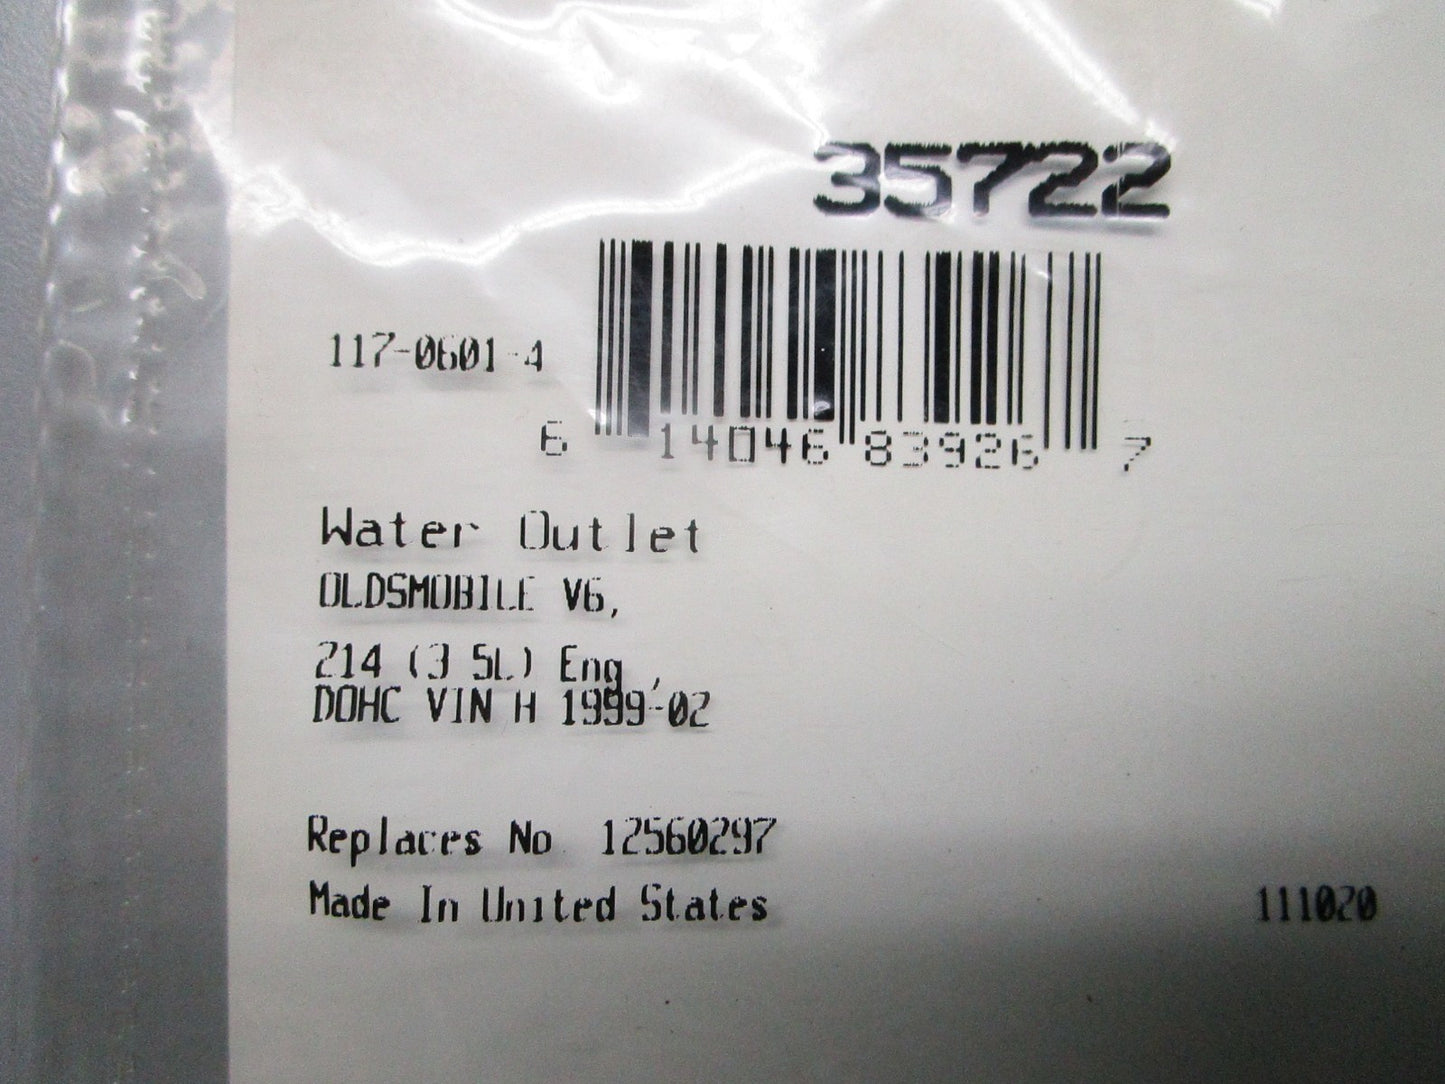 35722
117-0601-4
6 14046 83926 7
Water Outlet
OLDSMOBILE V6,
214 (3.5L) Eng.,
DOHC VIN H 1999-02
Replaces No. 12560297
Made In United States
111020